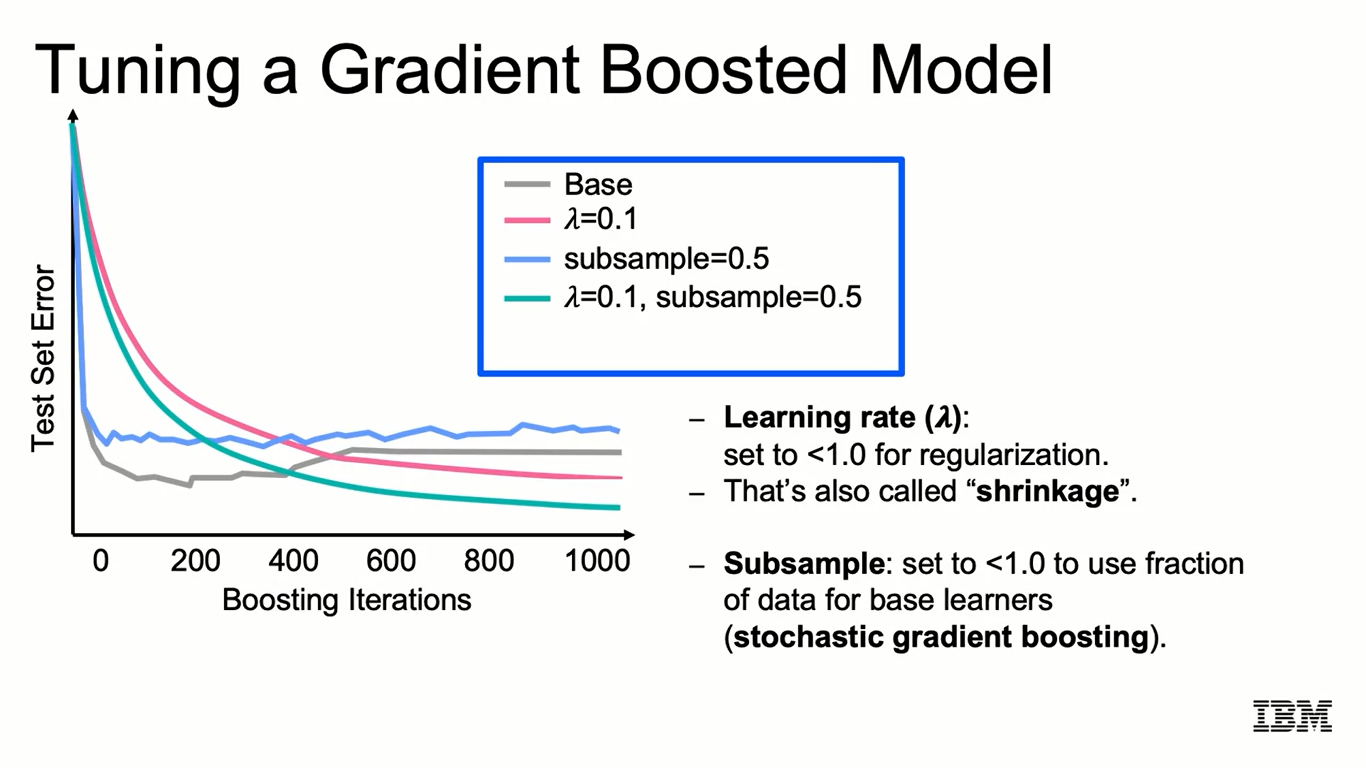 Tuning a Gradient Boosted Model
Test Set Error
Base
λ=0.1
subsample=0.5
λ=0.1, subsample=0.5
0 200 400 600 800 1000
Boosting Iterations
– Learning rate (λ):
set to <1.0 for regularization.
– That’s also called “shrinkage”.
– Subsample: set to <1.0 to use fraction
of data for base learners
(stochastic gradient boosting).
IBM